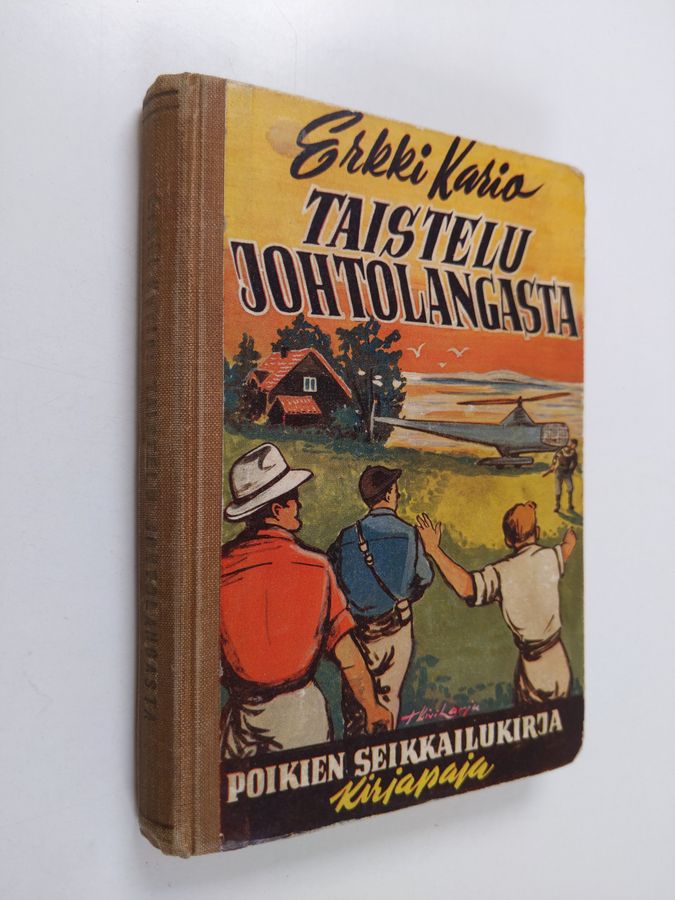 Erkki Kario
TAISTELU
JOHTOLANGASTA
POIKIEN SEIKKAILUKIRJA
Kirjapaja